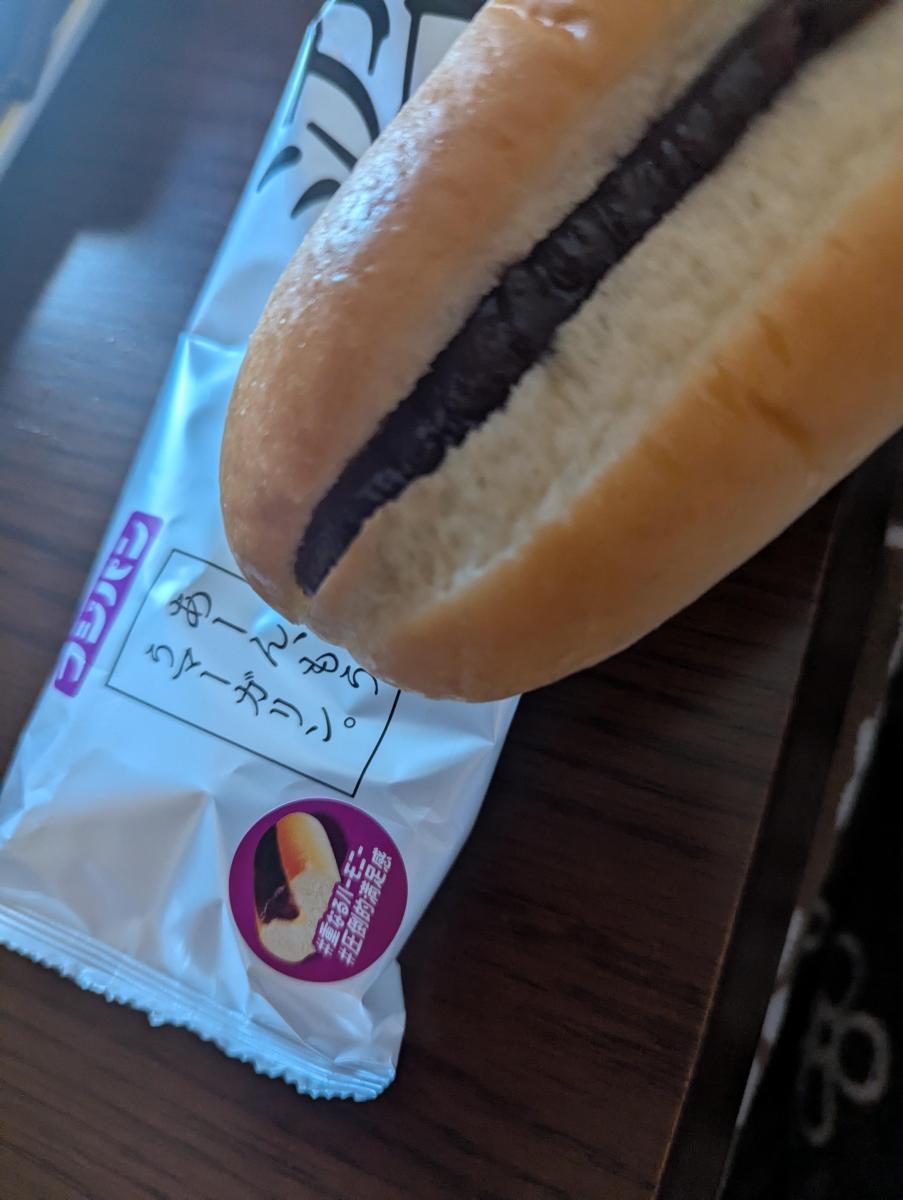 フジパン
あーん、もう
うマーガリン。
#重なるハーモニー
#圧倒的満足感